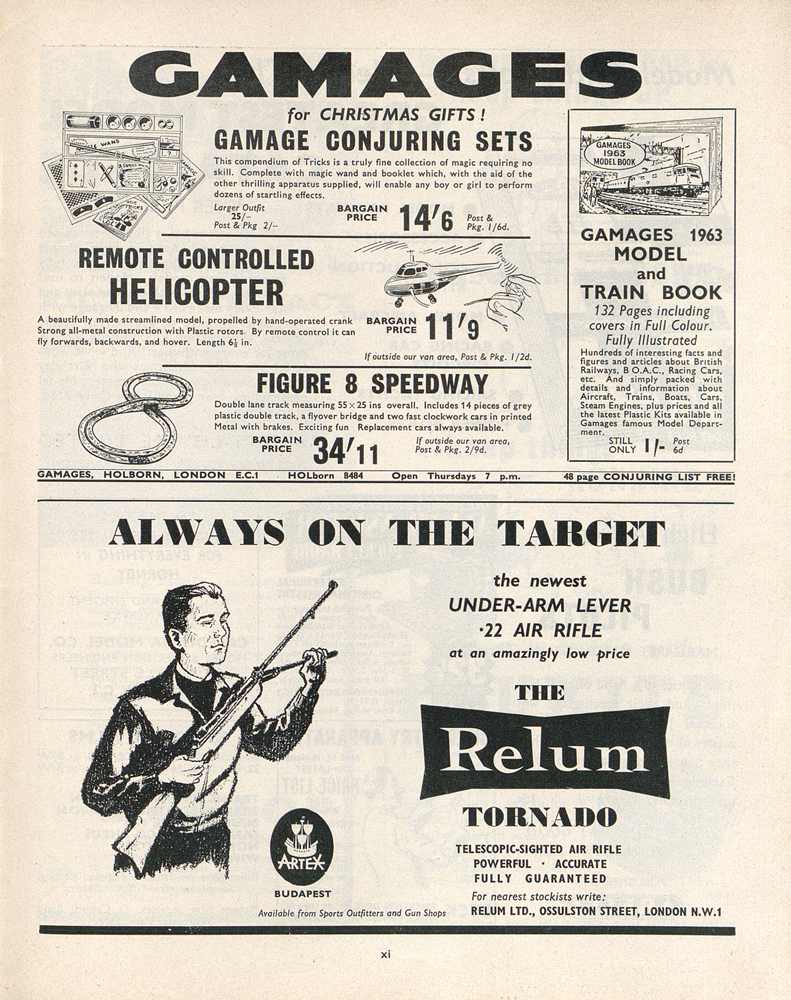 GAMAGES
for CHRISTMAS GIFTS !
GAMAGE CONJURING SETS
This compendium of Tricks is a truly fine collection of magic requiring no
skill. Complete with magic wand and booklet which, with the aid of the
other thrilling apparatus supplied, will enable any boy or girl to perform
dozens of startling effects.
Larger Outfit
25/-
Post & Pkg 2/-
BARGAIN
PRICE 14'6
Post &
Pkg. 1/6d.
WAND
REMOTE CONTROLLED
HELICOPTER
A beautifully made streamlined model, propelled by hand-operated crank
Strong all-metal construction with Plastic rotors. By remote control it can
fly forwards, backwards, and hover. Length 6½ in.
BARGAIN
PRICE 11'9
If outside our van area, Post & Pkg. 1/2d.
FIGURE 8 SPEEDWAY
Double lane track measuring 55 × 25 ins overall. Includes 14 pieces of grey
plastic double track, a flyover bridge and two fast clockwork cars in printed
Metal with brakes. Exciting fun Replacement cars always available.
BARGAIN
PRICE 34'11
If outside our van area,
Post & Pkg. 2/9d.
GAMAGES
1963
MODEL BOOK
GAMAGES 1963
MODEL
and
TRAIN BOOK
132 Pages including
covers in Full Colour.
Fully Illustrated
Hundreds of interesting facts and
figures and articles about British
Railways, B O.A.C., Racing Cars,
etc. And simply packed with
details and information about
Aircraft, Trains, Boats, Cars,
Steam Engines, plus prices and all
the latest Plastic Kits available in
Gamages famous Model Depart-
ment.
STILL
ONLY 1/-
Post
6d
GAMAGES, HOLBORN, LONDON E.C.1 HOLborn 8484 Open Thursdays 7 p.m. 48 page CONJURING LIST FREE!
ALWAYS ON THE TARGET
the newest
UNDER-ARM LEVER
·22 AIR RIFLE
at an amazingly low price
THE
Relum
TORNADO
TELESCOPIC-SIGHTED AIR RIFLE
POWERFUL · ACCURATE
FULLY GUARANTEED
ARTEX
BUDAPEST
Available from Sports Outfitters and Gun Shops
For nearest stockists write:
RELUM LTD., OSSULSTON STREET, LONDON N.W.1
xi